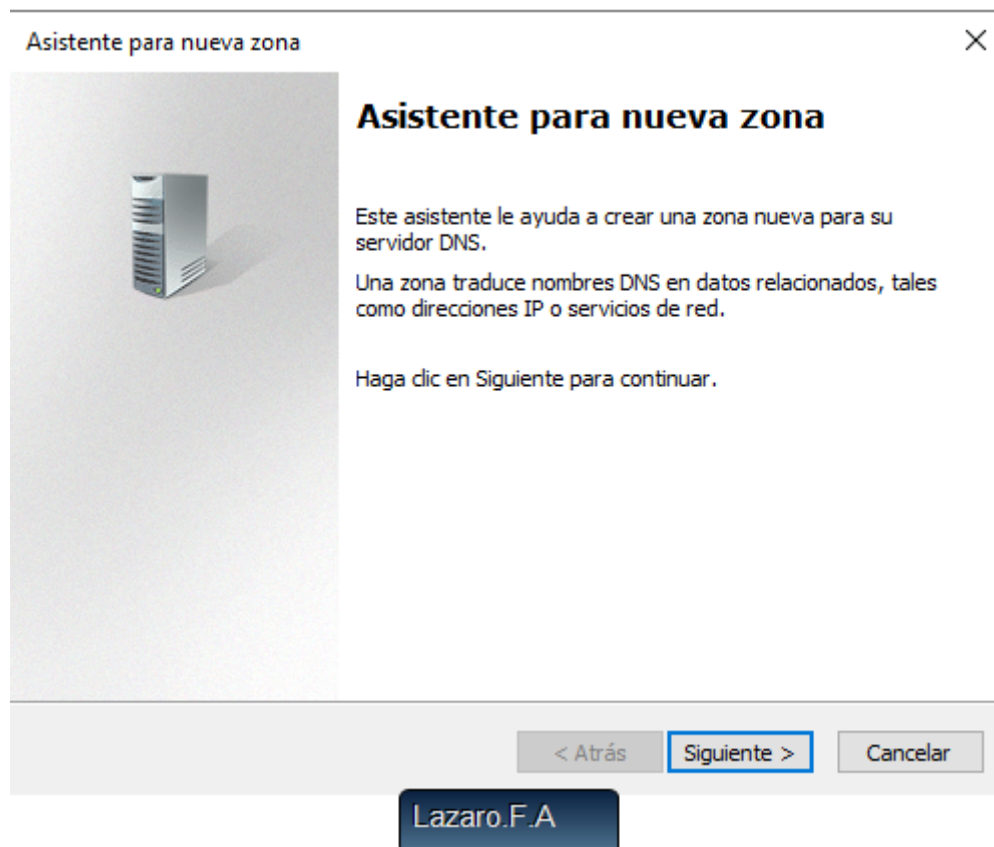 Asistente para nueva zona
Asistente para nueva zona
Este asistente le ayuda a crear una zona nueva para su
servidor DNS.
Una zona traduce nombres DNS en datos relacionados, tales
como direcciones IP o servicios de red.
Haga clic en Siguiente para continuar.
< Atrás
Siguiente >
Cancelar
Lazaro.F.A